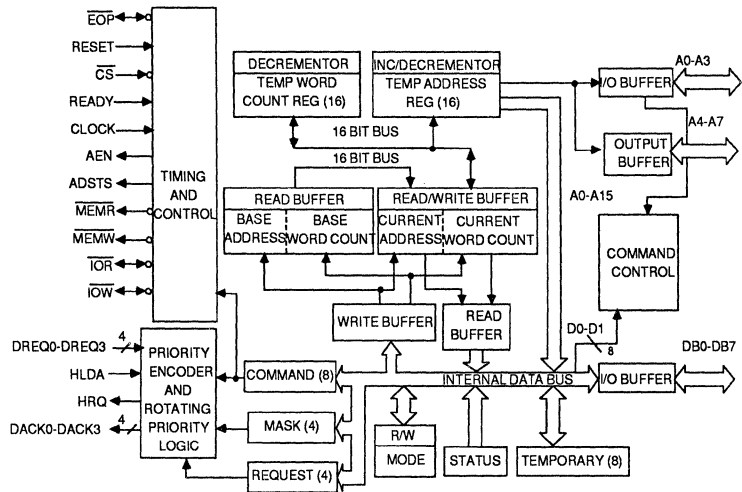 EOP
RESET
CS
READY
CLOCK
AEN
ADSTS
MEMR
MEMW
IOR
IOW
TIMING
AND
CONTROL
DECREMENTOR
TEMP WORD
COUNT REG (16)
INC/DECREMENTOR
TEMP ADDRESS
REG (16)
16 BIT BUS
16 BIT BUS
READ BUFFER
BASE
ADDRESS
BASE
WORD COUNT
READ/WRITE BUFFER
CURRENT
ADDRESS
CURRENT
WORD COUNT
WRITE BUFFER
READ
BUFFER
A0-A3
I/O BUFFER
A4-A7
OUTPUT
BUFFER
A0-A15
COMMAND
CONTROL
D0-D1
8
DB0-DB7
I/O BUFFER
INTERNAL DATA BUS
DREQ0-DREQ3
4
HLDA
HRQ
DACK0-DACK3
4
PRIORITY
ENCODER
AND
ROTATING
PRIORITY
LOGIC
COMMAND (8)
MASK (4)
REQUEST (4)
R/W
MODE
STATUS
TEMPORARY (8)